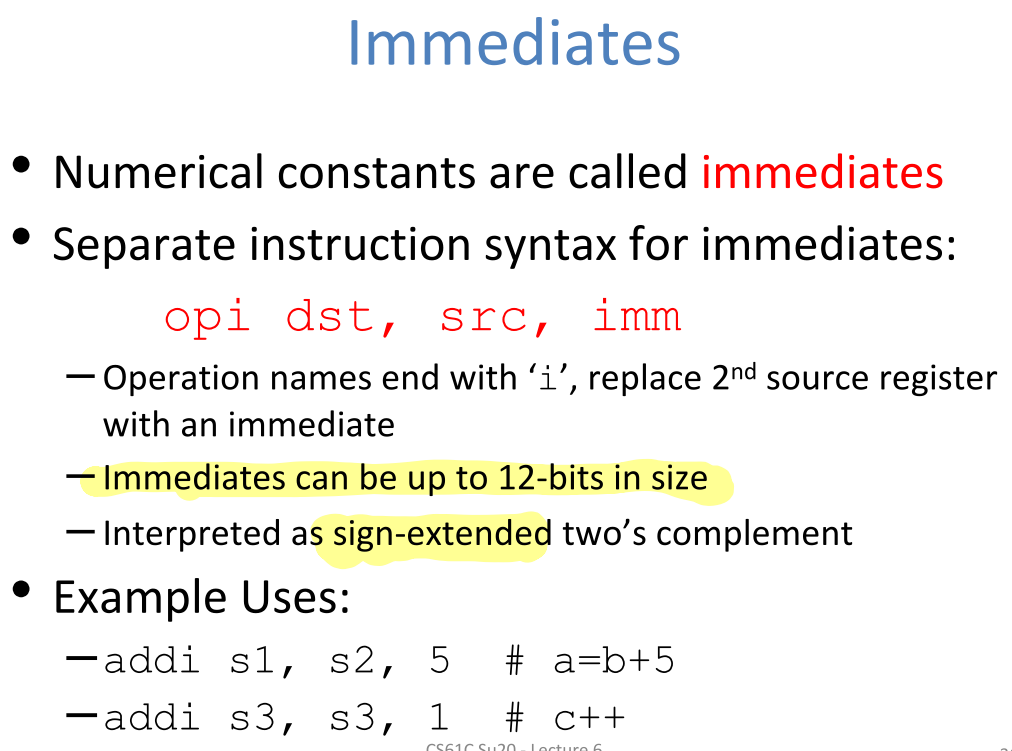 Immediates
• Numerical constants are called immediates
• Separate instruction syntax for immediates:
opi dst, src, imm
– Operation names end with ‘i’, replace 2nd source register
with an immediate
– Immediates can be up to 12-bits in size
– Interpreted as sign-extended two’s complement
• Example Uses:
– addi s1, s2, 5 # a=b+5
– addi s3, s3, 1 # c++
CS61C Su20 - Lecture 6